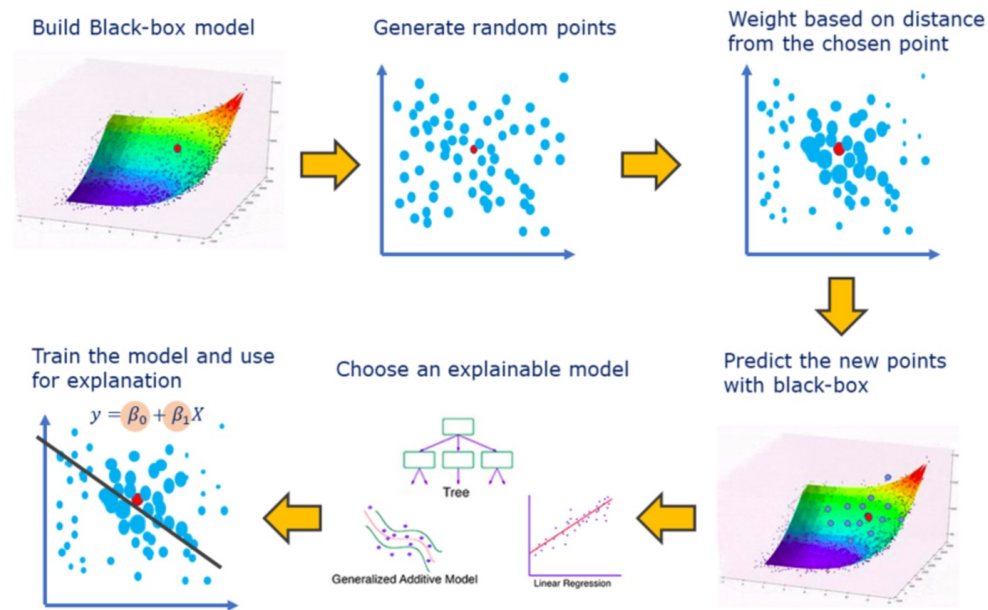 Build Black-box model
Generate random points
Weight based on distance
from the chosen point
Predict the new points
with black-box
Choose an explainable model
Tree
Generalized Additive Model
Linear Regression
Train the model and use
for explanation
y = β₀ + β₁X